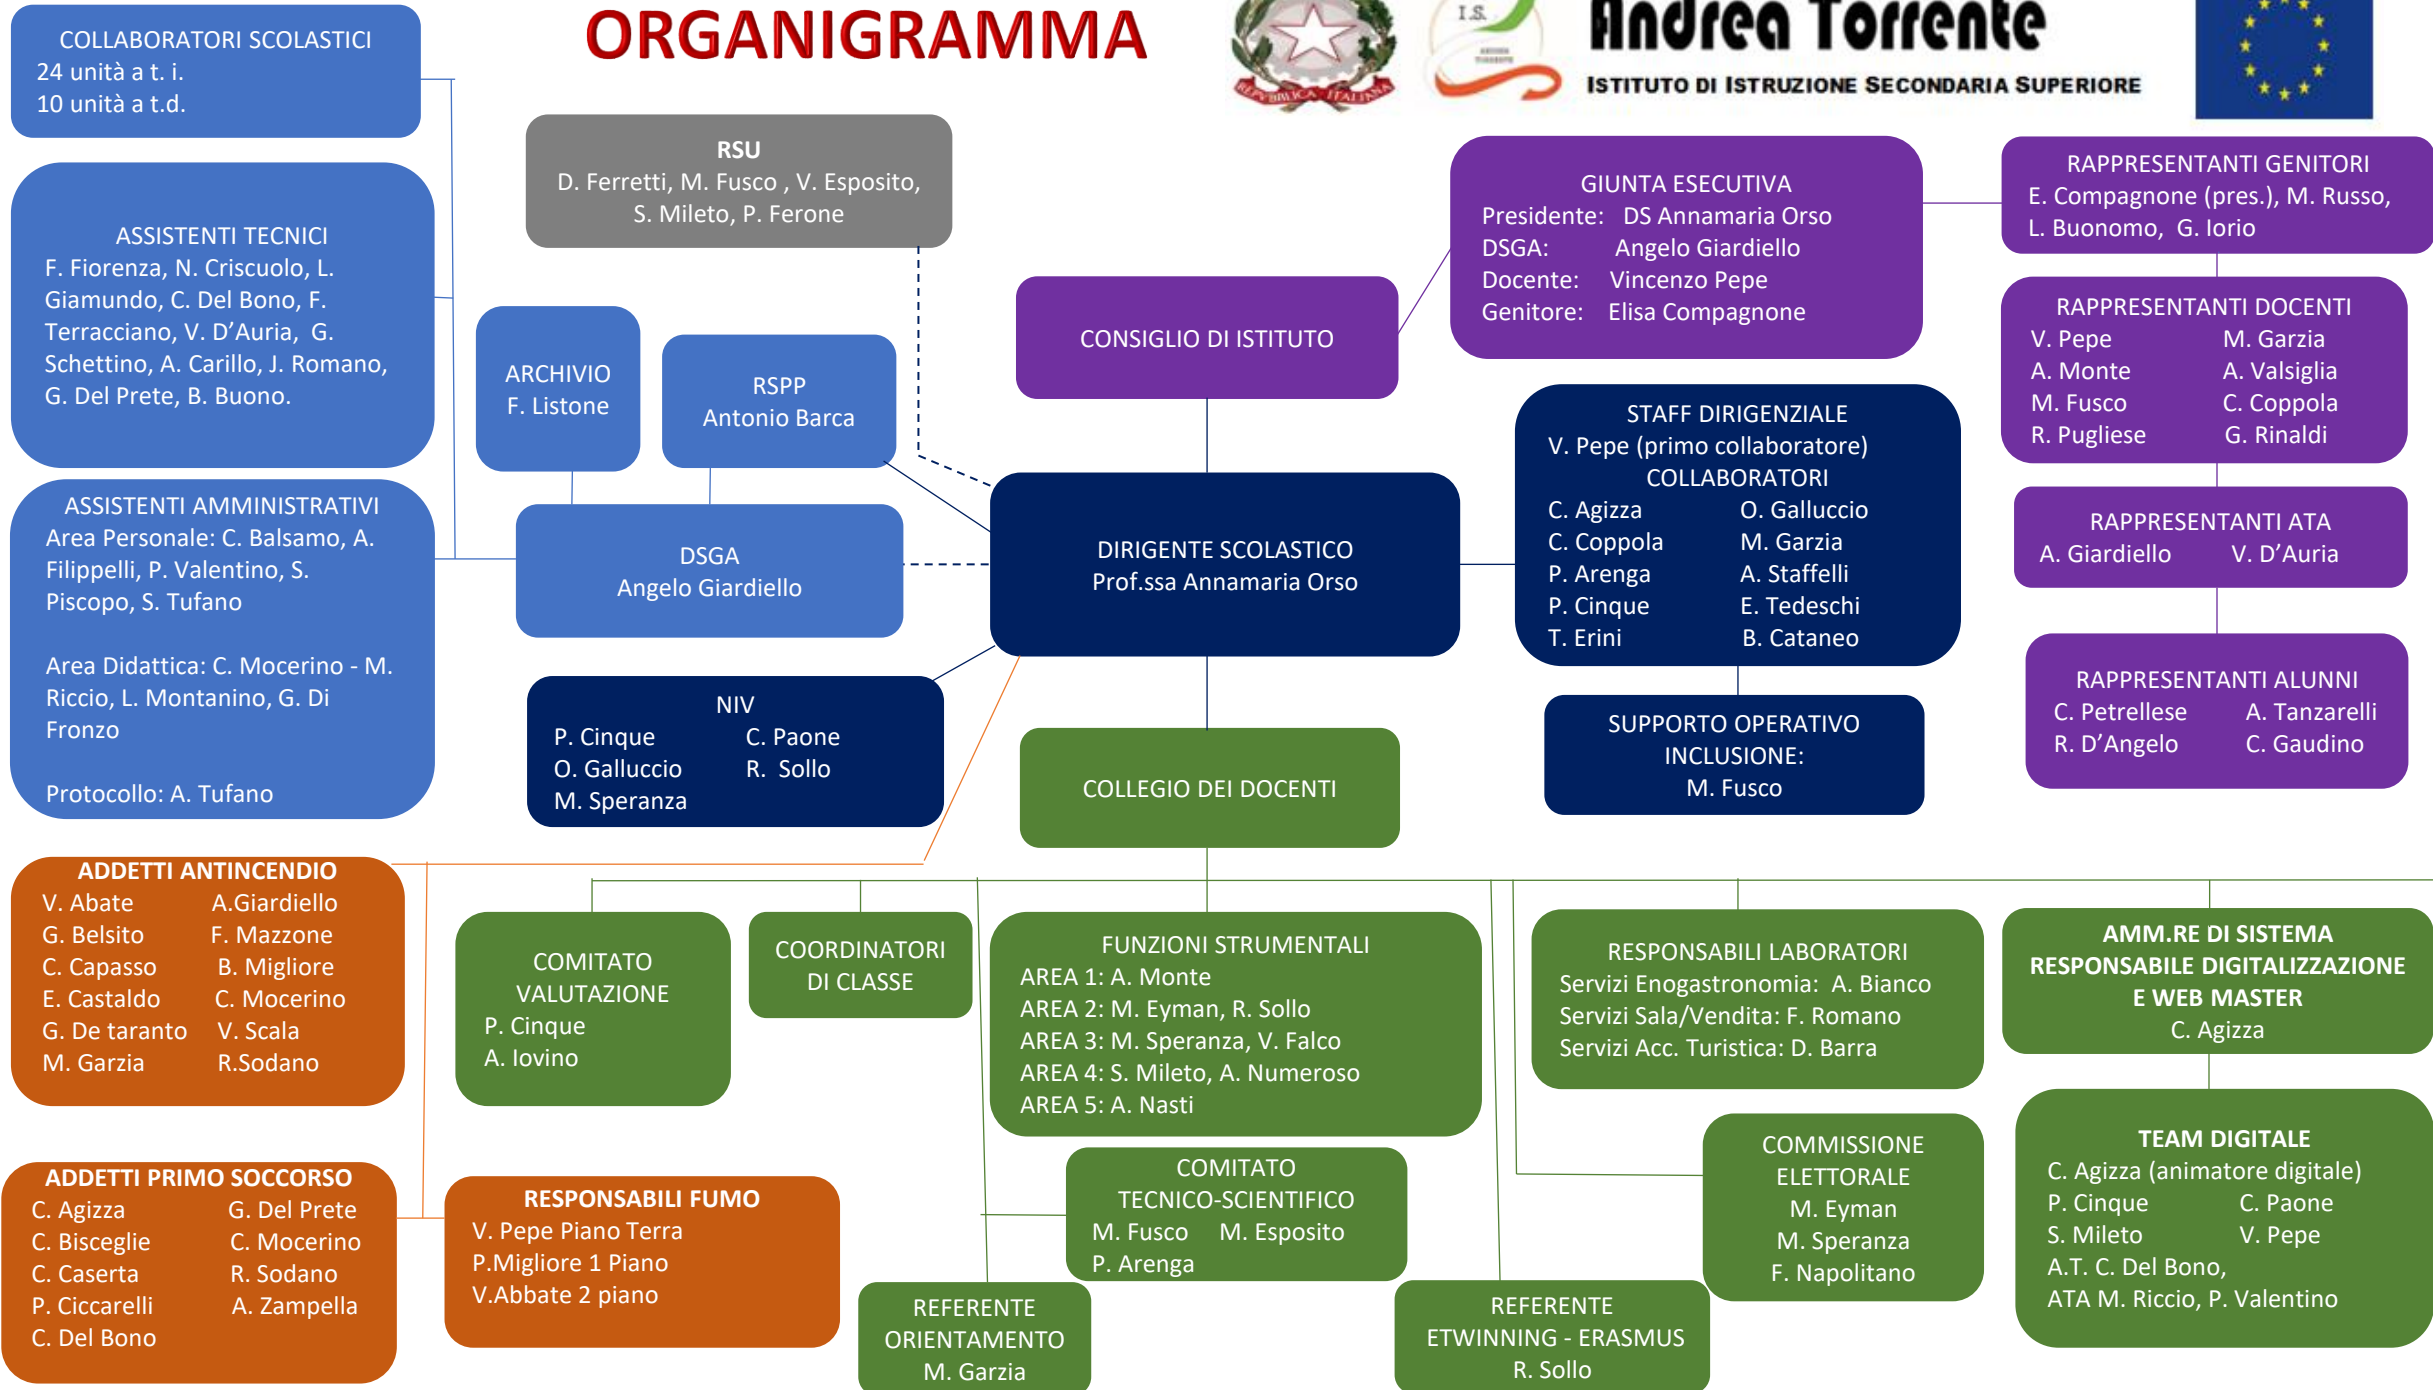 ORGANIGRAMMA
I.S.
ANDREA
TORRENTE
REPVBBLICA ITALIANA
Andrea Torrente
ISTITUTO DI ISTRUZIONE SECONDARIA SUPERIORE
COLLABORATORI SCOLASTICI
24 unità a t. i.
10 unità a t.d.
ASSISTENTI TECNICI
F. Fiorenza, N. Criscuolo, L.
Giamundo, C. Del Bono, F.
Terracciano, V. D’Auria, G.
Schettino, A. Carillo, J. Romano,
G. Del Prete, B. Buono.
ASSISTENTI AMMINISTRATIVI
Area Personale: C. Balsamo, A.
Filippelli, P. Valentino, S.
Piscopo, S. Tufano
Area Didattica: C. Mocerino - M.
Riccio, L. Montanino, G. Di
Fronzo
Protocollo: A. Tufano
RSU
D. Ferretti, M. Fusco , V. Esposito,
S. Mileto, P. Ferone
ARCHIVIO
F. Listone
RSPP
Antonio Barca
DSGA
Angelo Giardiello
CONSIGLIO DI ISTITUTO
GIUNTA ESECUTIVA
Presidente: DS Annamaria Orso
DSGA: Angelo Giardiello
Docente: Vincenzo Pepe
Genitore: Elisa Compagnone
RAPPRESENTANTI GENITORI
E. Compagnone (pres.), M. Russo,
L. Buonomo, G. Iorio
RAPPRESENTANTI DOCENTI
V. Pepe M. Garzia
A. Monte A. Valsiglia
M. Fusco C. Coppola
R. Pugliese G. Rinaldi
RAPPRESENTANTI ATA
A. Giardiello V. D’Auria
RAPPRESENTANTI ALUNNI
C. Petrellese A. Tanzarelli
R. D’Angelo C. Gaudino
DIRIGENTE SCOLASTICO
Prof.ssa Annamaria Orso
STAFF DIRIGENZIALE
V. Pepe (primo collaboratore)
COLLABORATORI
C. Agizza O. Galluccio
C. Coppola M. Garzia
P. Arenga A. Staffelli
P. Cinque E. Tedeschi
T. Erini B. Cataneo
SUPPORTO OPERATIVO
INCLUSIONE:
M. Fusco
NIV
P. Cinque C. Paone
O. Galluccio R. Sollo
M. Speranza
COLLEGIO DEI DOCENTI
ADDETTI ANTINCENDIO
V. Abate A.Giardiello
G. Belsito F. Mazzone
C. Capasso B. Migliore
E. Castaldo C. Mocerino
G. De taranto V. Scala
M. Garzia R.Sodano
ADDETTI PRIMO SOCCORSO
C. Agizza G. Del Prete
C. Bisceglie C. Mocerino
C. Caserta R. Sodano
P. Ciccarelli A. Zampella
C. Del Bono
RESPONSABILI FUMO
V. Pepe Piano Terra
P.Migliore 1 Piano
V.Abbate 2 piano
COMITATO
VALUTAZIONE
P. Cinque
A. Iovino
COORDINATORI
DI CLASSE
FUNZIONI STRUMENTALI
AREA 1: A. Monte
AREA 2: M. Eyman, R. Sollo
AREA 3: M. Speranza, V. Falco
AREA 4: S. Mileto, A. Numeroso
AREA 5: A. Nasti
COMITATO
TECNICO-SCIENTIFICO
M. Fusco M. Esposito
P. Arenga
REFERENTE
ORIENTAMENTO
M. Garzia
REFERENTE
ETWINNING - ERASMUS
R. Sollo
RESPONSABILI LABORATORI
Servizi Enogastronomia: A. Bianco
Servizi Sala/Vendita: F. Romano
Servizi Acc. Turistica: D. Barra
COMMISSIONE
ELETTORALE
M. Eyman
M. Speranza
F. Napolitano
AMM.RE DI SISTEMA
RESPONSABILE DIGITALIZZAZIONE
E WEB MASTER
C. Agizza
TEAM DIGITALE
C. Agizza (animatore digitale)
P. Cinque C. Paone
S. Mileto V. Pepe
A.T. C. Del Bono,
ATA M. Riccio, P. Valentino